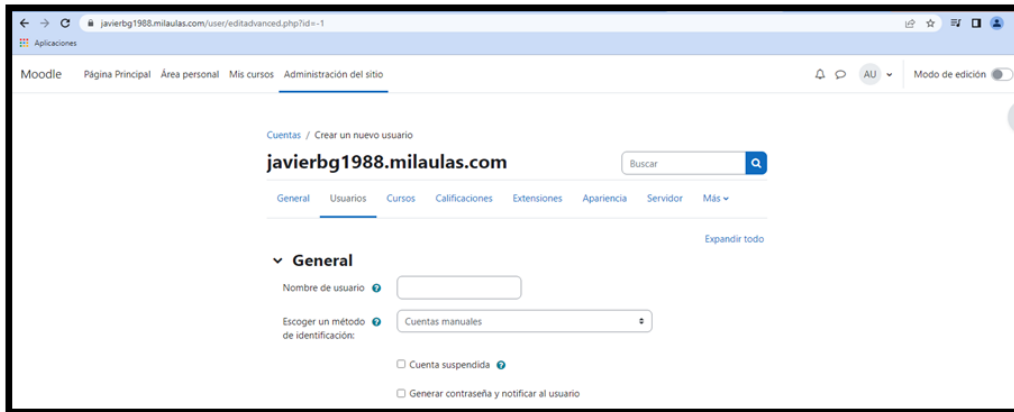 javierbg1988.milaulas.com/user/editadvanced.php?id=-1
Aplicaciones
Moodle Página Principal Área personal Mis cursos Administración del sitio AU Modo de edición
Cuentas / Crear un nuevo usuario
javierbg1988.milaulas.com Buscar
General Usuarios Cursos Calificaciones Extensiones Apariencia Servidor Más
Expandir todo
General
Nombre de usuario
Escoger un método Cuentas manuales
de identificación:
Cuenta suspendida
Generar contraseña y notificar al usuario